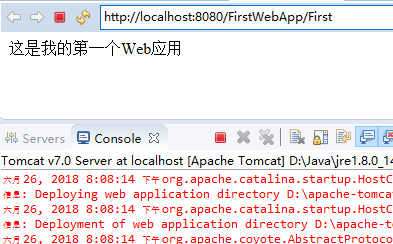 http://localhost:8080/FirstWebApp/First
这是我的第一个Web应用
Servers Console
Tomcat v7.0 Server at localhost [Apache Tomcat] D:\Java\jre1.8.0_14
六月 26, 2018 8:08:14 下午 org.apache.catalina.startup.HostC
信息: Deploying web application directory D:\apache-tomca
六月 26, 2018 8:08:14 下午 org.apache.catalina.startup.HostC
信息: Deployment of web application directory D:\apache-t
六月 26, 2018 8:08:14 下午 org.apache.coyote.AbstractProtoco